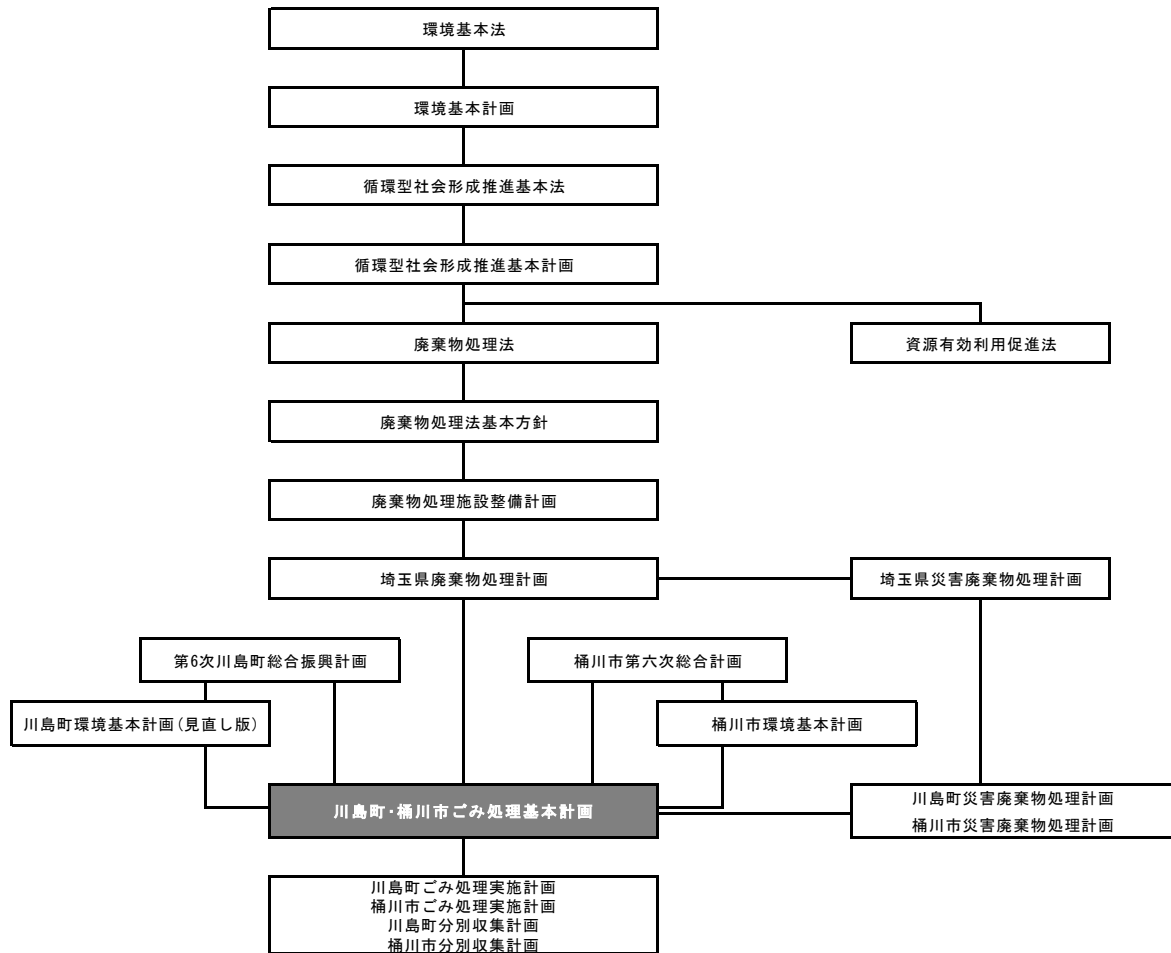 環境基本法
環境基本計画
循環型社会形成推進基本法
循環型社会形成推進基本計画
廃棄物処理法
資源有効利用促進法
廃棄物処理法基本方針
廃棄物処理施設整備計画
埼玉県廃棄物処理計画
埼玉県災害廃棄物処理計画
第6次川島町総合振興計画
桶川市第六次総合計画
川島町環境基本計画(見直し版)
桶川市環境基本計画
川島町・桶川市ごみ処理基本計画
川島町災害廃棄物処理計画
桶川市災害廃棄物処理計画
川島町ごみ処理実施計画
桶川市ごみ処理実施計画
川島町分別収集計画
桶川市分別収集計画